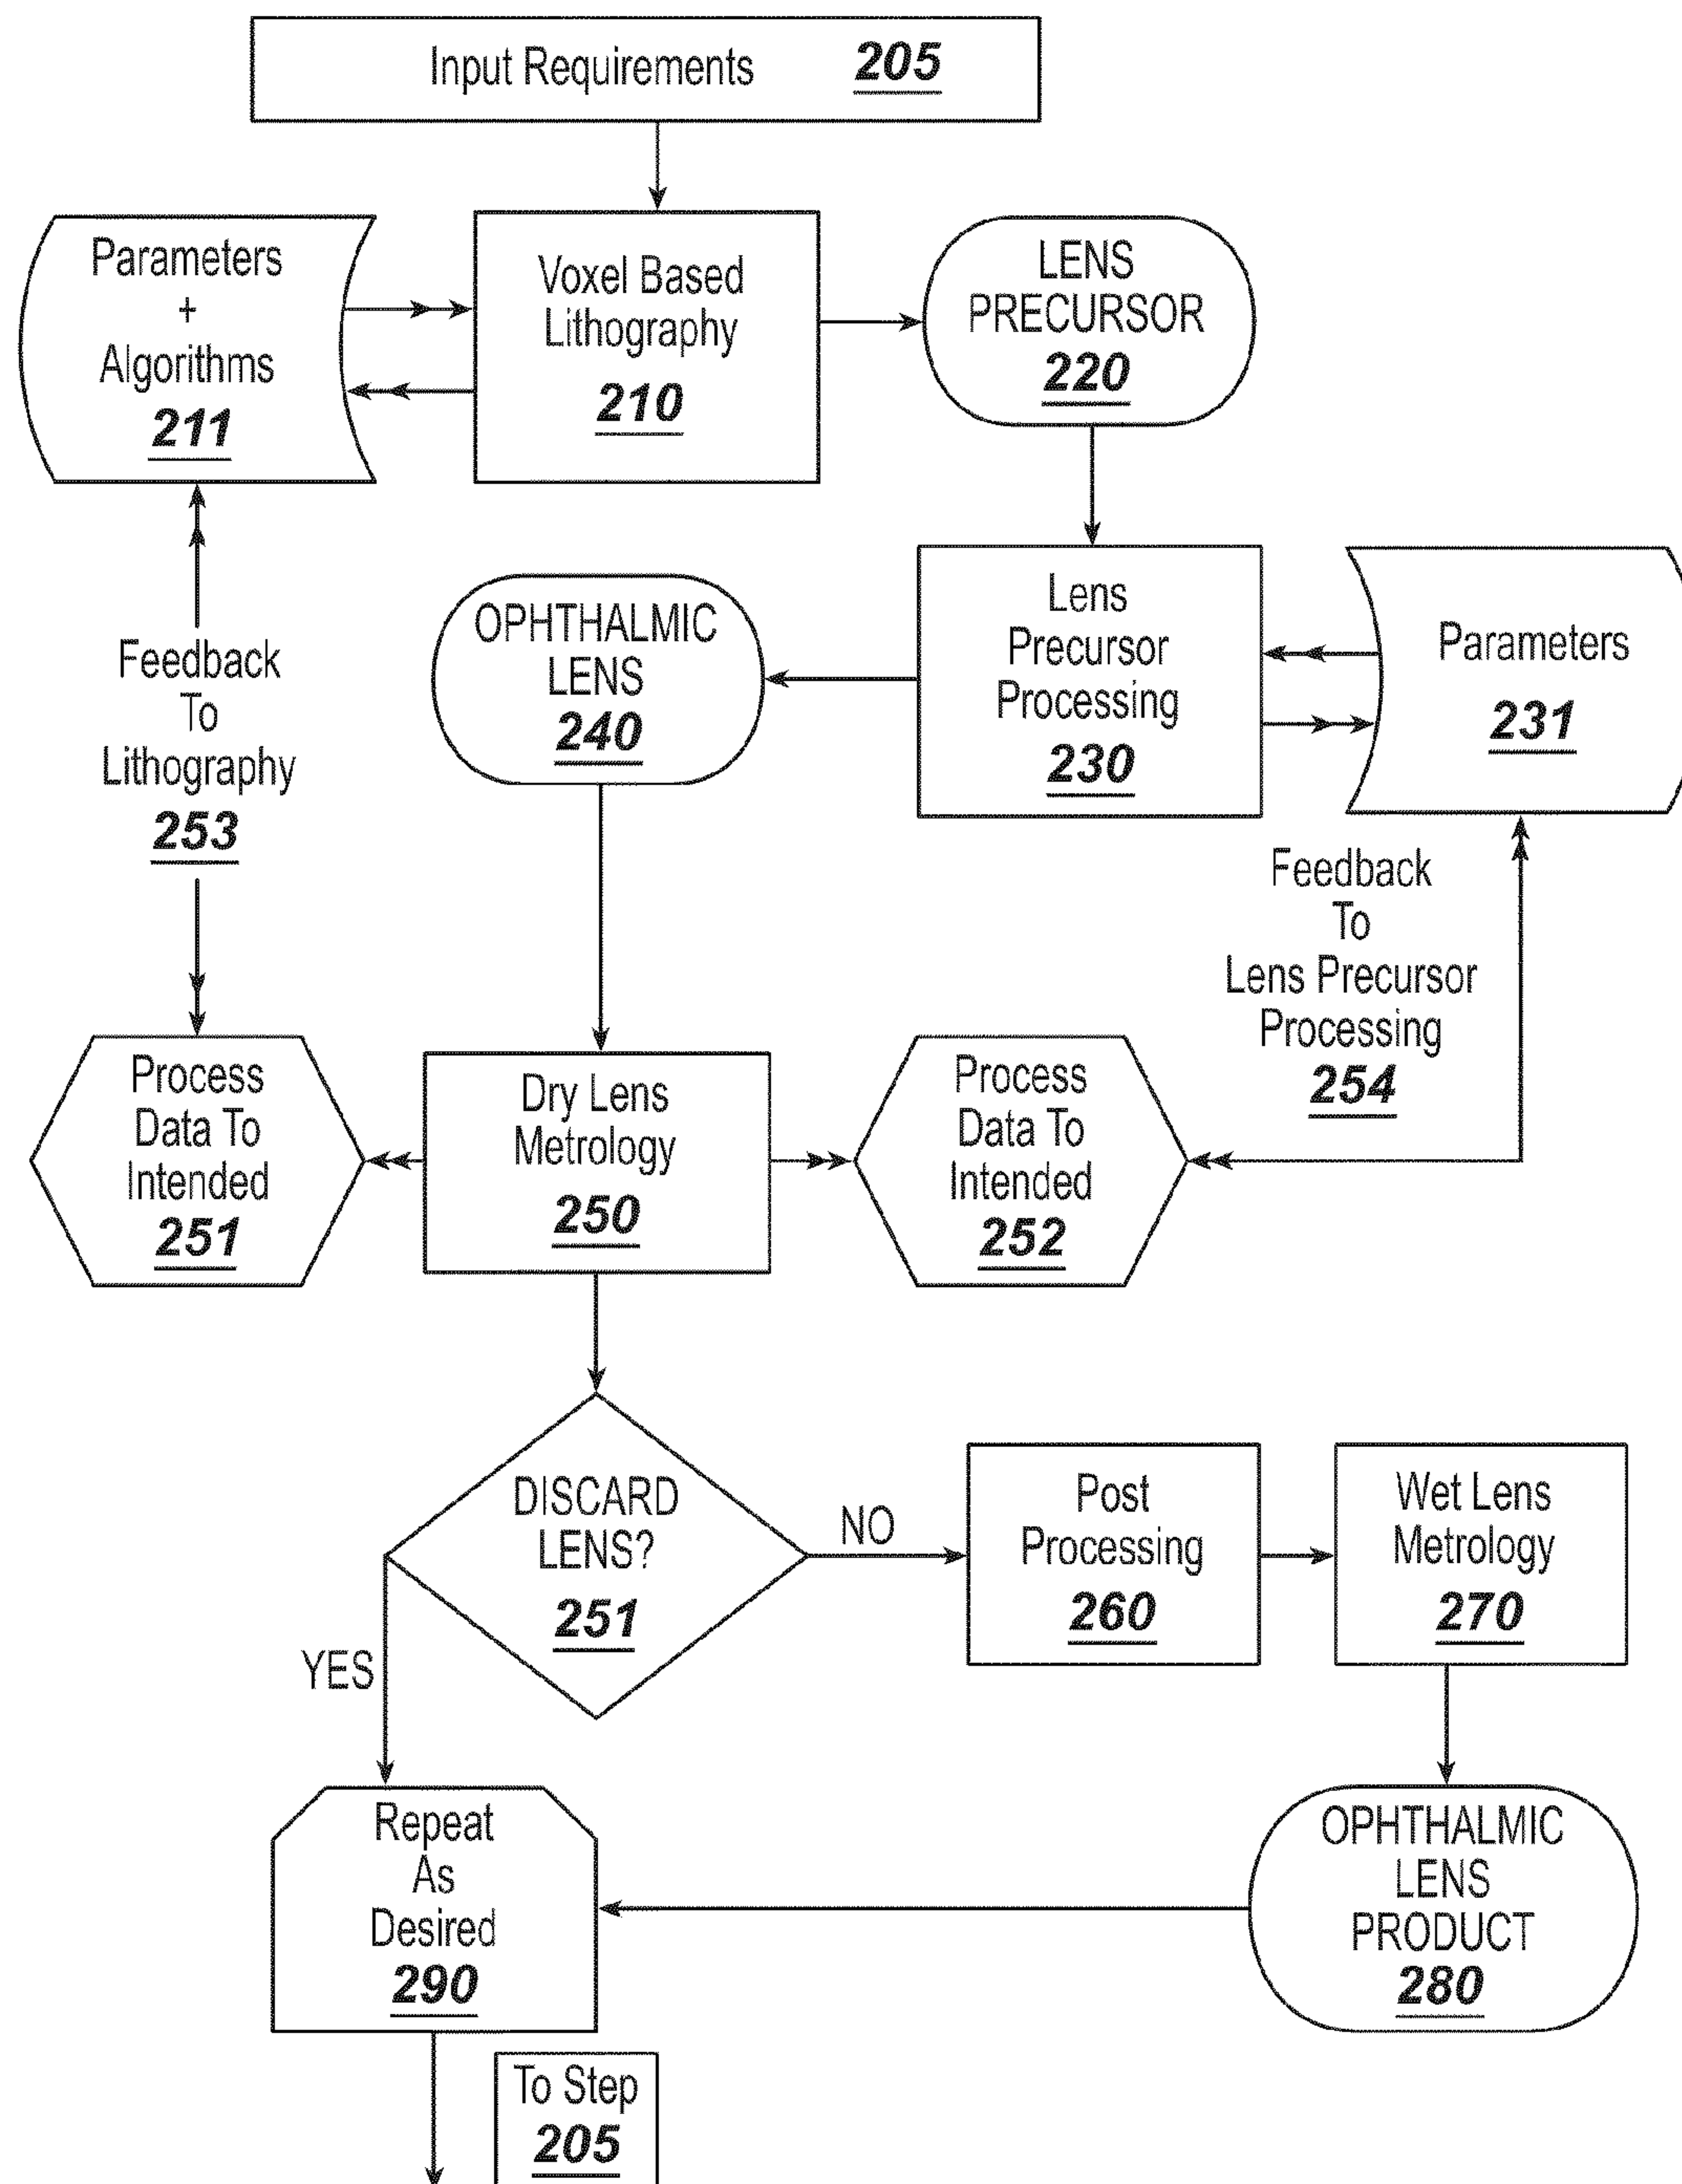 Input Requirements 205
Parameters
+
Algorithms
211
Voxel Based
Lithography
210
LENS
PRECURSOR
220
Feedback
To
Lithography
253
OPHTHALMIC
LENS
240
Lens
Precursor
Processing
230
Parameters
231
Feedback
To
Lens Precursor
Processing
254
Process
Data To
Intended
251
Dry Lens
Metrology
250
Process
Data To
Intended
252
DISCARD
LENS?
251
NO
YES
Post
Processing
260
Wet Lens
Metrology
270
Repeat
As
Desired
290
OPHTHALMIC
LENS
PRODUCT
280
To Step
205